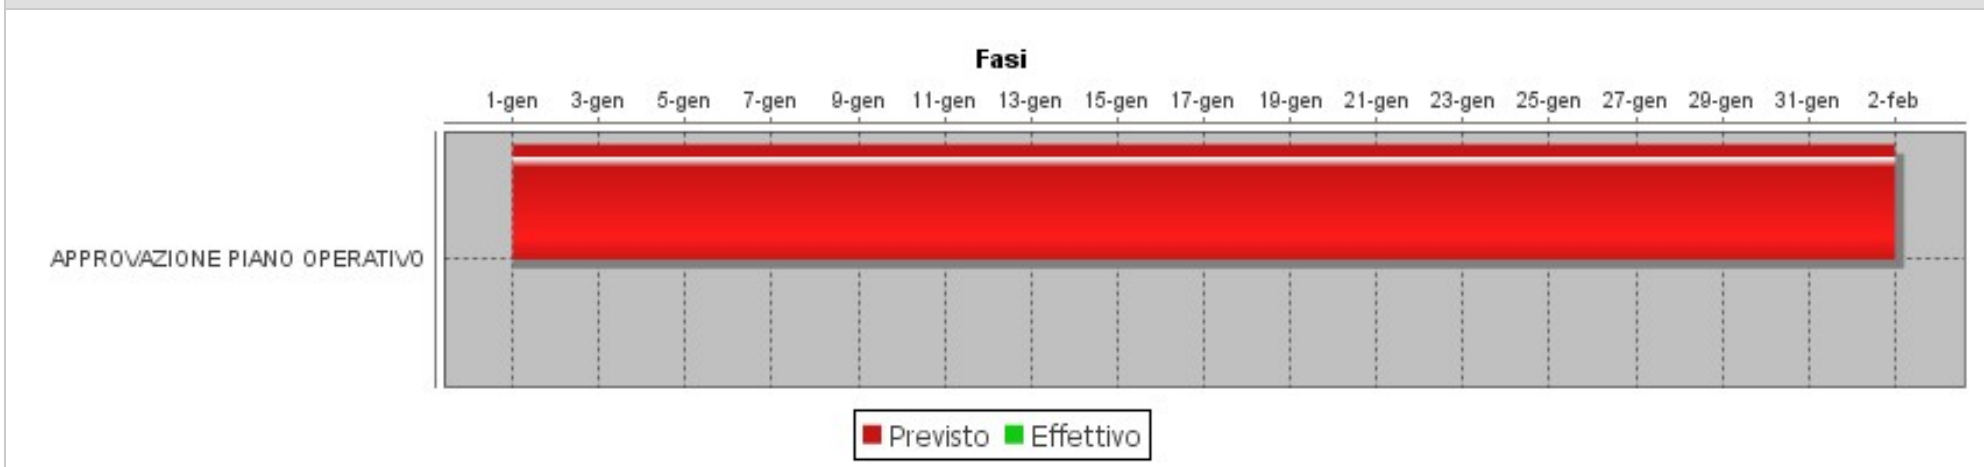 Fasi
1-gen 3-gen 5-gen 7-gen 9-gen 11-gen 13-gen 15-gen 17-gen 19-gen 21-gen 23-gen 25-gen 27-gen 29-gen 31-gen 2-feb
APPROVAZIONE PIANO OPERATIVO
Previsto Effettivo